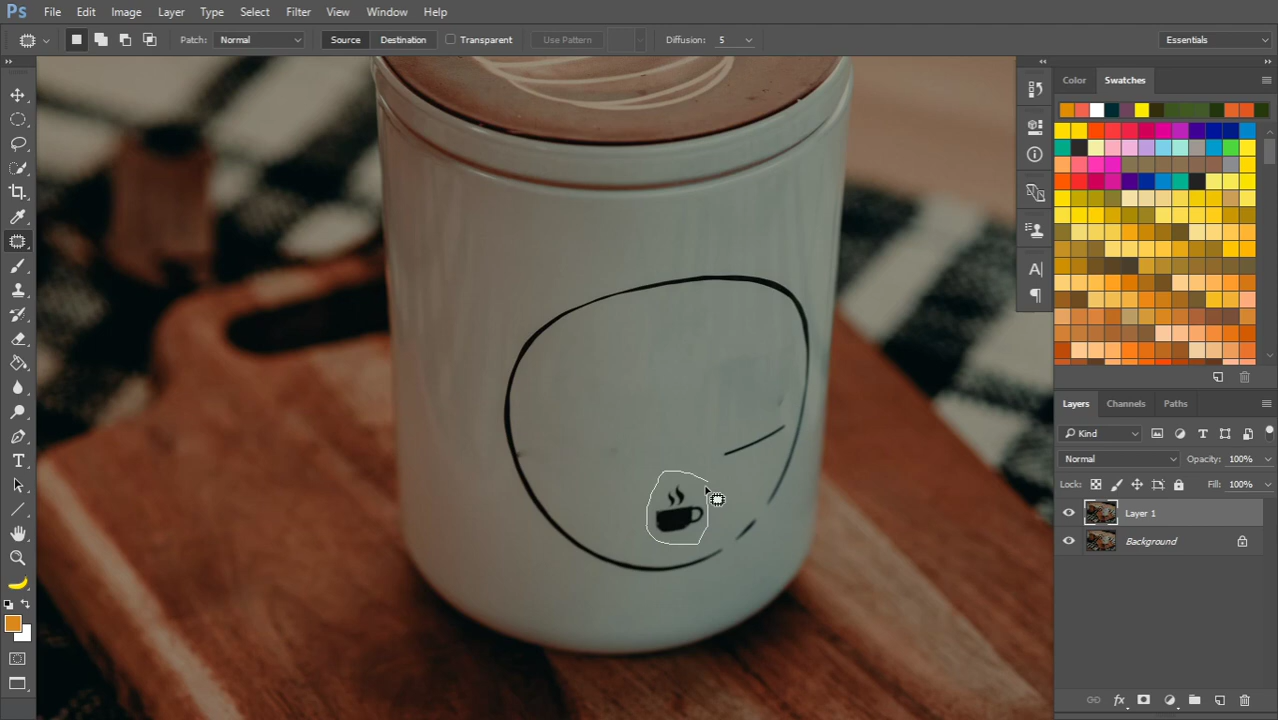 Ps File Edit Image Layer Type Select Filter View Window Help
Patch: Normal Source Destination Transparent Use Pattern Diffusion: 5 Essentials
Color Swatches
Layers Channels Paths
Kind
Normal Opacity: 100%
Lock: Fill: 100%
Layer 1
Background
fx